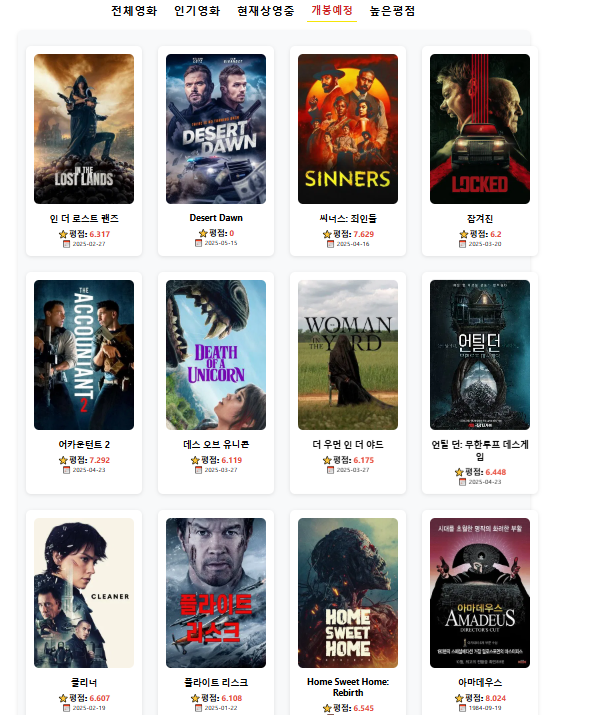 전체영화 인기영화 현재상영중 개봉예정 높은평점
IN THE
LOST LANDS
DESERT
DAWN
SINNERS
LOCKED
인 더 로스트 랜즈
Desert Dawn
씨너스: 죄인들
잠겨진
평점: 6.317
평점: 0
평점: 7.629
평점: 6.2
2025-02-27
2025-05-15
2025-04-16
2025-03-20
THE
ACCOUNTANT
2
DEATH
OF A
UNICORN
WOMAN
IN THE YARD
언틸던
어카운턴트 2
데스 오브 유니콘
더 우먼 인 더 야드
언틸 던: 무한루프 데스게
임
평점: 7.292
평점: 6.119
평점: 6.175
평점: 6.448
2025-04-23
2025-03-27
2025-03-27
2025-04-23
CLEANER
플라이트
리스크
HOME
SWEET
HOME
REBIRTH
시대를 초월한 명작의 화려한 부활
아마데우스
AMADEUS
DIRECTOR'S CUT
클리너
플라이트 리스크
Home Sweet Home:
Rebirth
아마데우스
평점: 6.607
평점: 6.108
평점: 6.545
평점: 8.024
2025-02-19
2025-01-22
1984-09-19